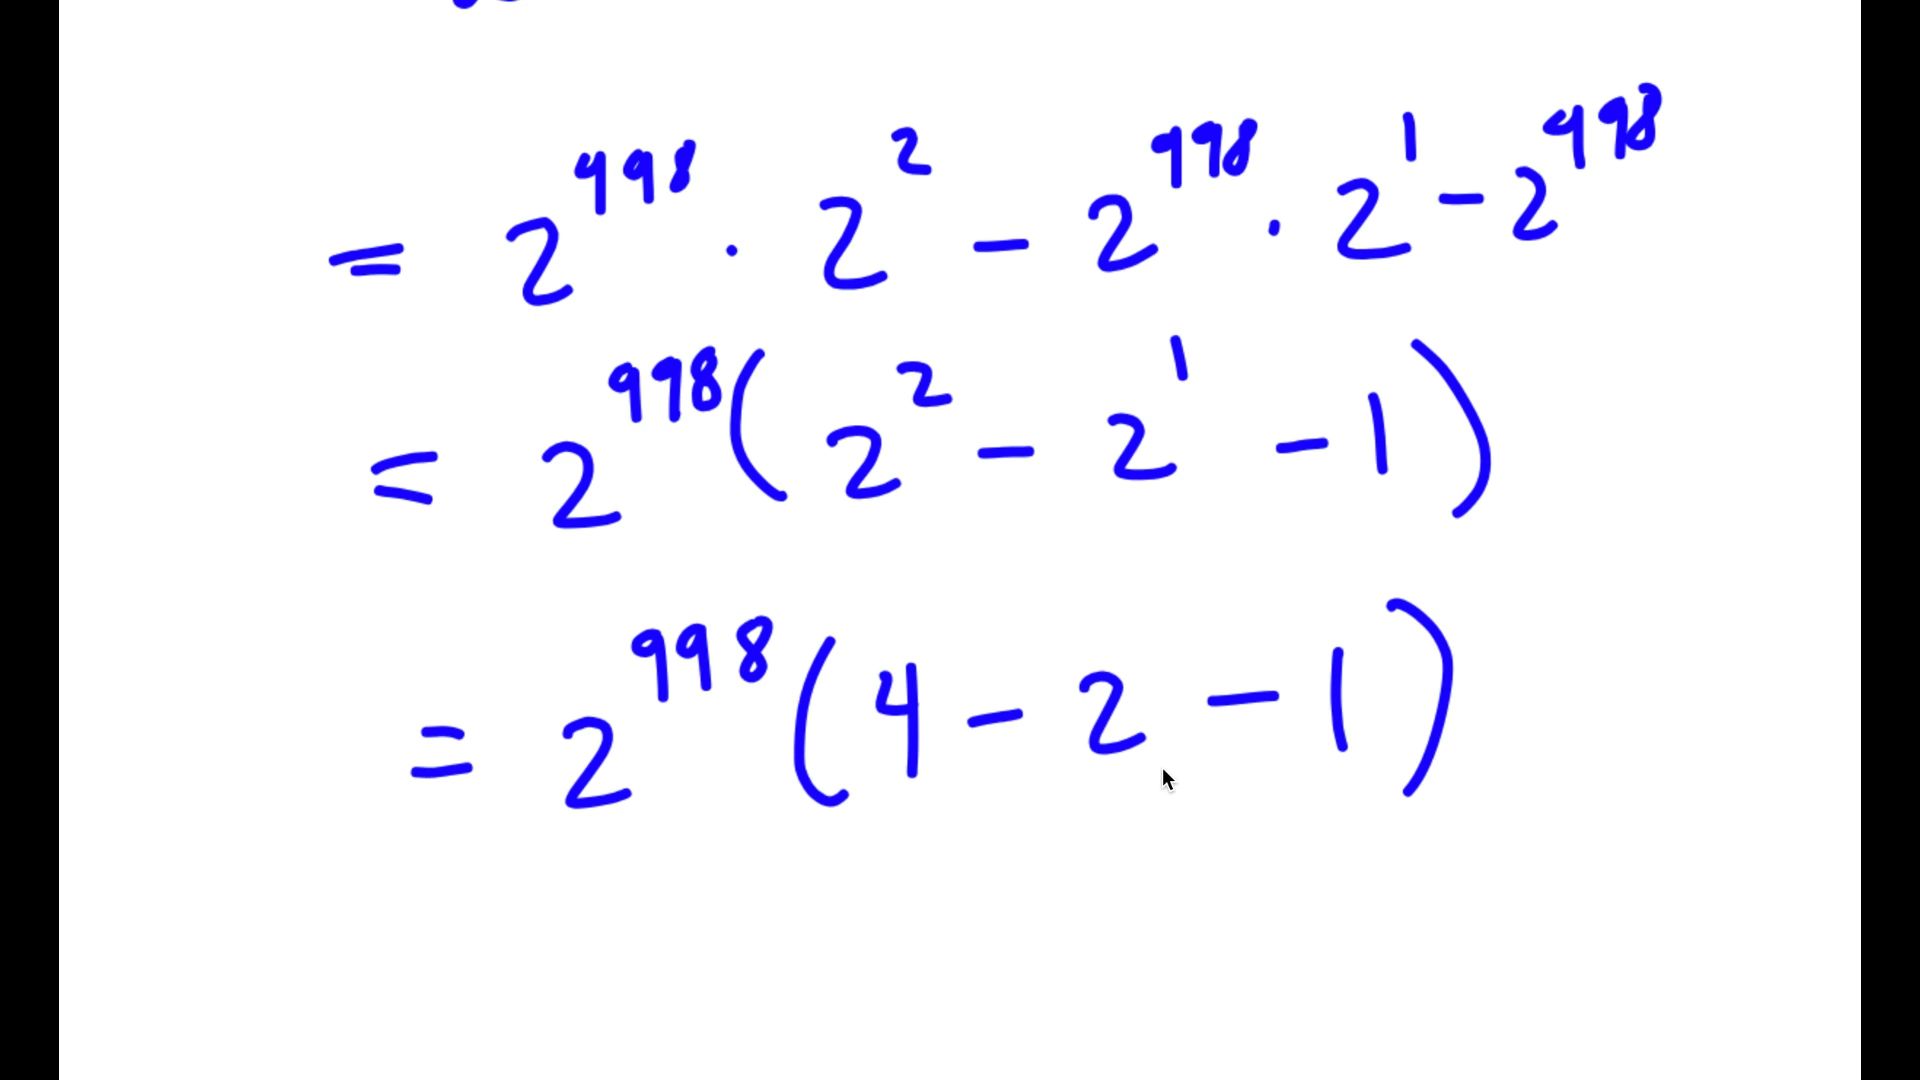 = 2^998 · 2^2 - 2^998 · 2^1 - 2^998
= 2^998 (2^2 - 2^1 - 1)
= 2^998 (4 - 2 - 1)